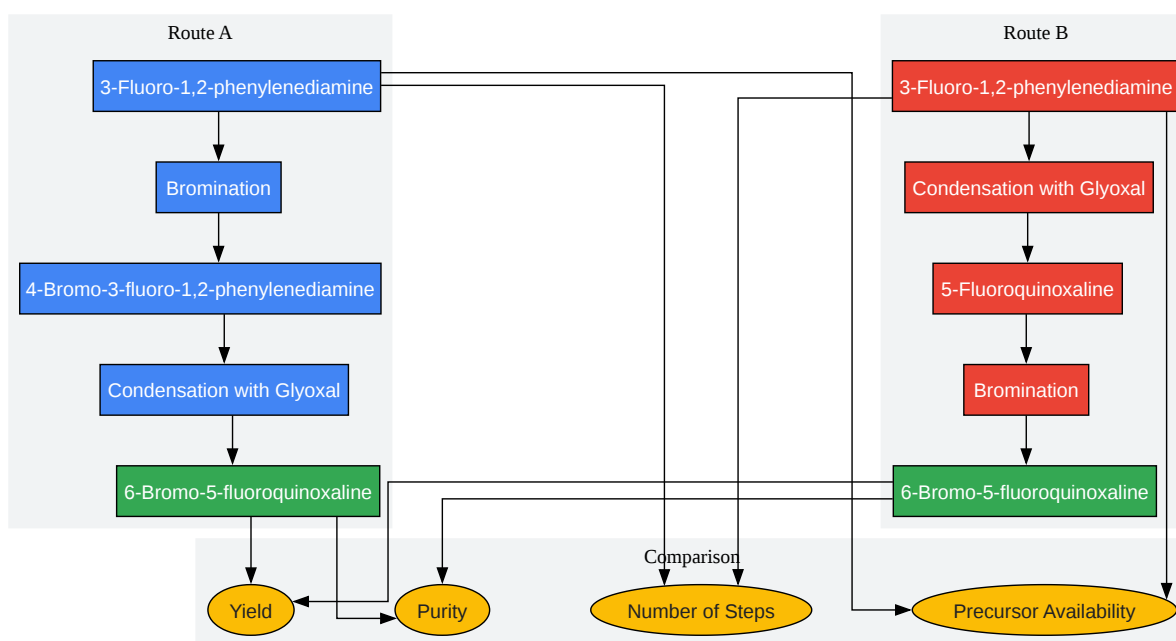 Route A
3-Fluoro-1,2-phenylenediamine
Bromination
4-Bromo-3-fluoro-1,2-phenylenediamine
Condensation with Glyoxal
6-Bromo-5-fluoroquinoxaline
Route B
3-Fluoro-1,2-phenylenediamine
Condensation with Glyoxal
5-Fluoroquinoxaline
Bromination
6-Bromo-5-fluoroquinoxaline
Comparison
Yield
Purity
Number of Steps
Precursor Availability